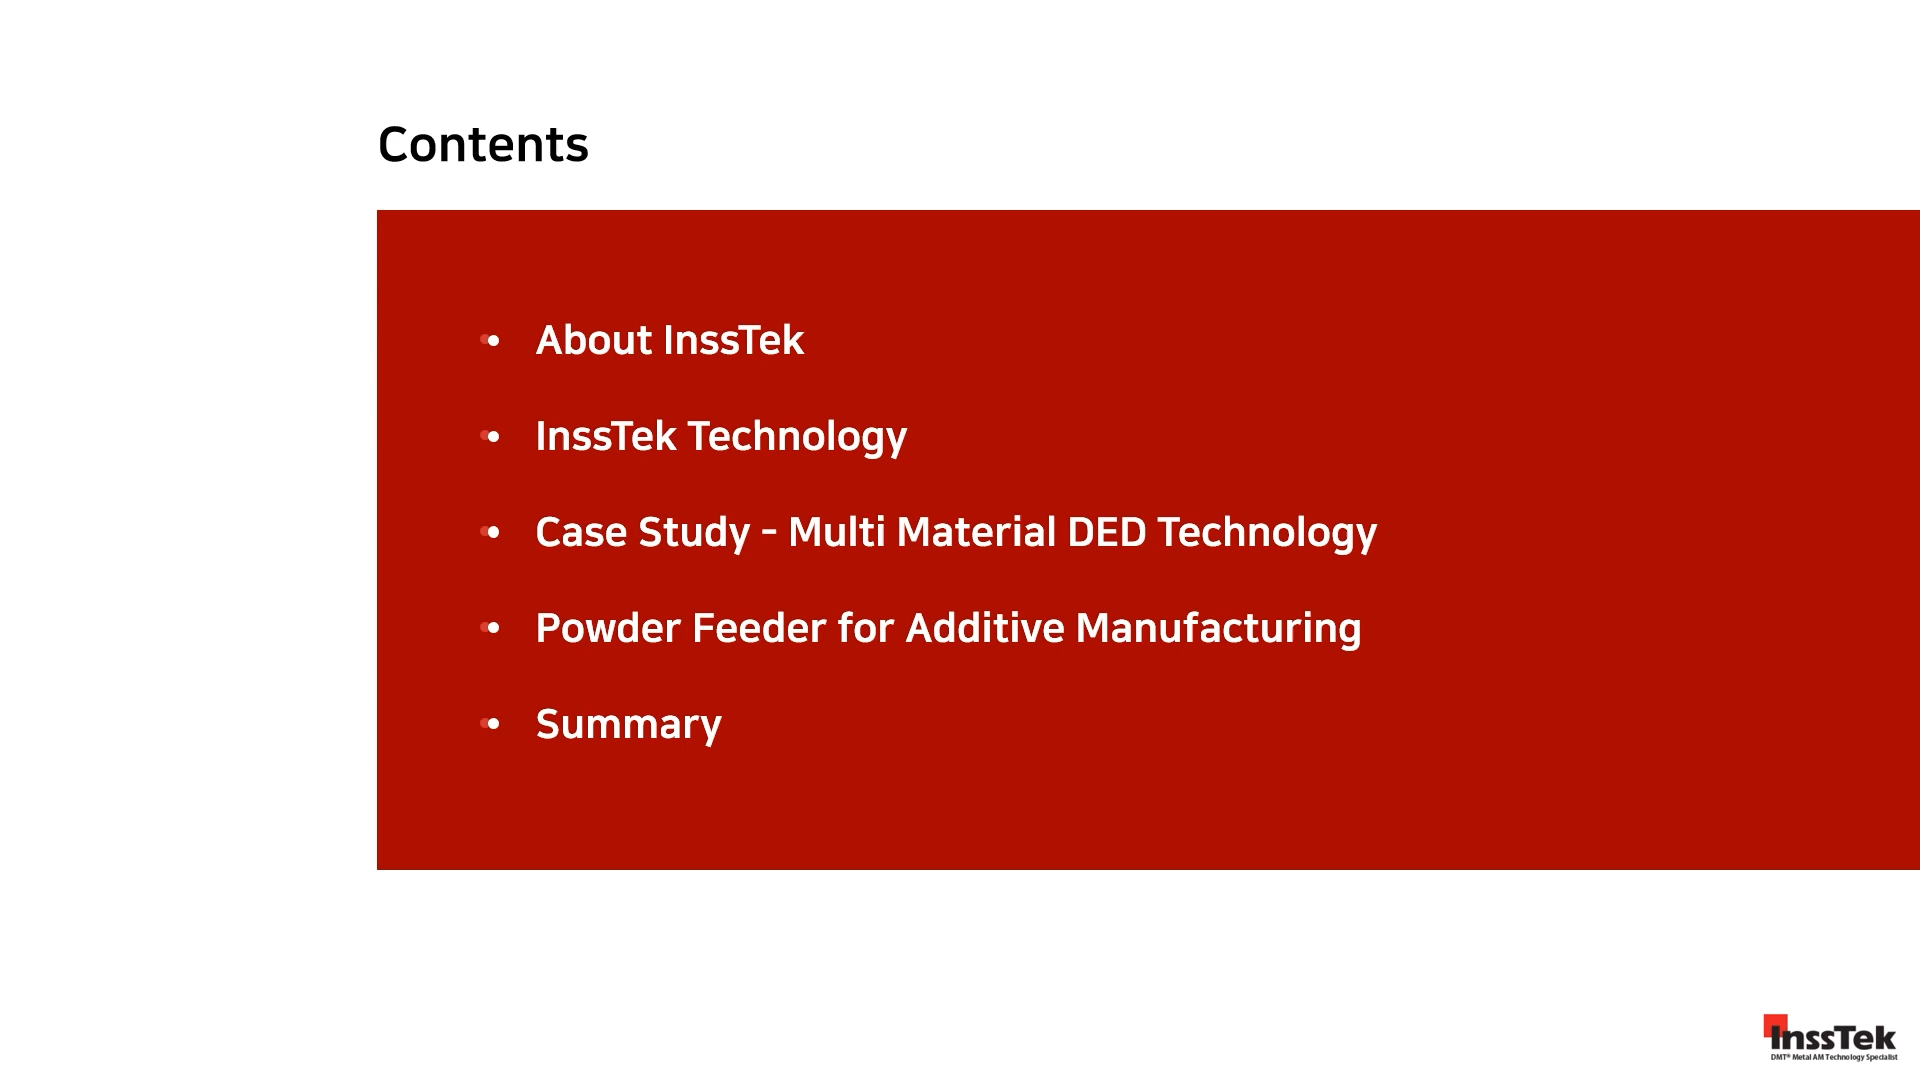 Contents
• About InssTek
• InssTek Technology
• Case Study - Multi Material DED Technology
• Powder Feeder for Additive Manufacturing
• Summary
InssTek
DMT® Metal AM Technology Specialist